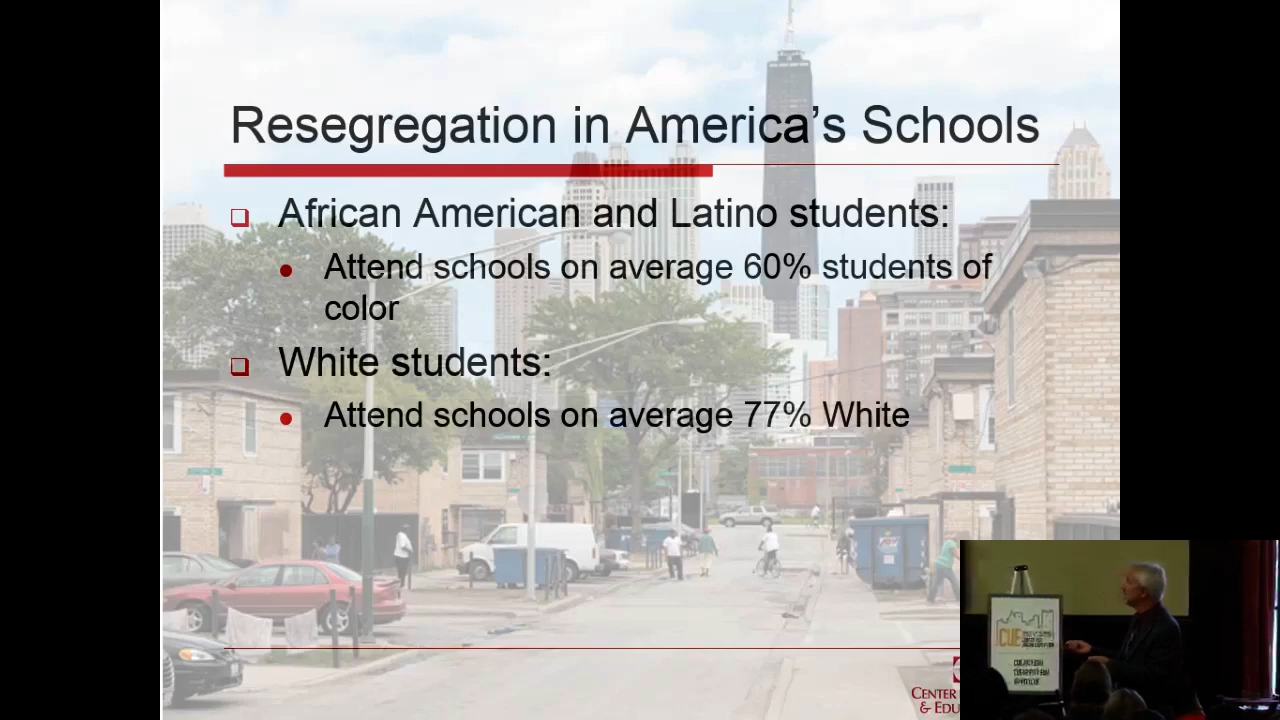 Resegregation in America's Schools
African American and Latino students:
Attend schools on average 60% students of
color
White students:
Attend schools on average 77% White
CENTER
& EDU
CUE